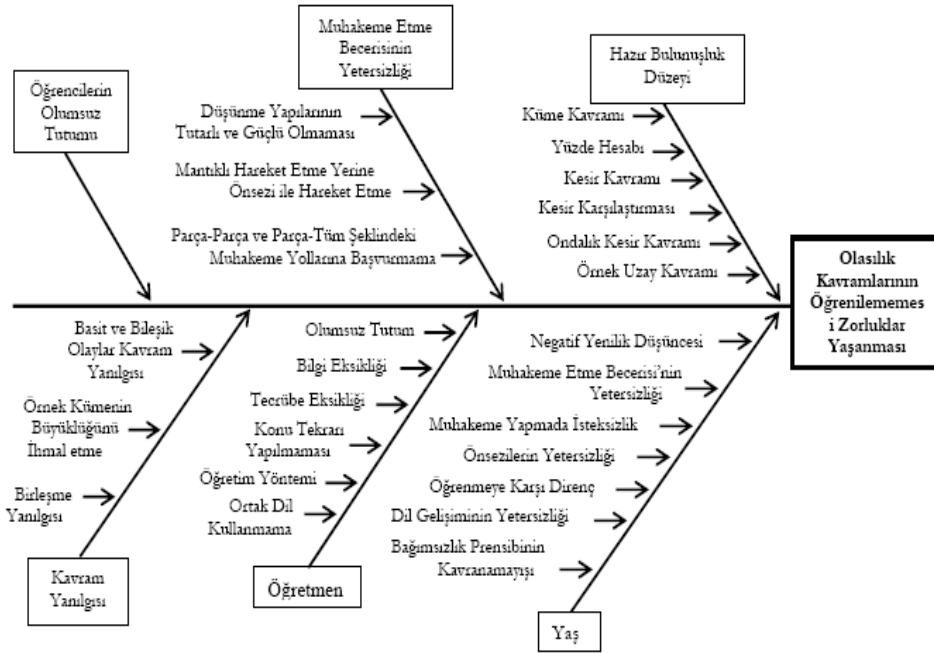 Muhakeme Etme
Becerisinin
Yetersizliği
Hazır Bulunuşluk
Düzeyi
Öğrencilerin
Olumsuz
Tutumu
Düşünme Yapılarının
Tutarlı ve Güçlü Olmaması
Mantıklı Hareket Etme Yerine
Önsezi ile Hareket Etme
Parça-Parça ve Parça-Tüm Şeklindeki
Muhakeme Yollarına Başvurmama
Küme Kavramı
Yüzde Hesabı
Kesir Kavramı
Kesir Karşılaştırması
Ondalık Kesir Kavramı
Örnek Uzay Kavramı
Olasılık
Kavramlarının
Öğrenilememes
i Zorluklar
Yaşanması
Basit ve Bileşik
Olaylar Kavram
Yanılgısı
Örnek Kümenin
Büyüklüğünü
İhmal etme
Birleşme
Yanılgısı
Kavram
Yanılgısı
Olumsuz Tutum
Bilgi Eksikliği
Tecrübe Eksikliği
Konu Tekrarı
Yapılmaması
Öğretim Yöntemi
Ortak Dil
Kullanmama
Öğretmen
Negatif Yenilik Düşüncesi
Muhakeme Etme Becerisi'nin
Yetersizliği
Muhakeme Yapmada İsteksizlik
Önsezilerin Yetersizliği
Öğrenmeye Karşı Direnç
Dil Gelişiminin Yetersizliği
Bağımsızlık Prensibinin
Kavranamayışı
Yaş